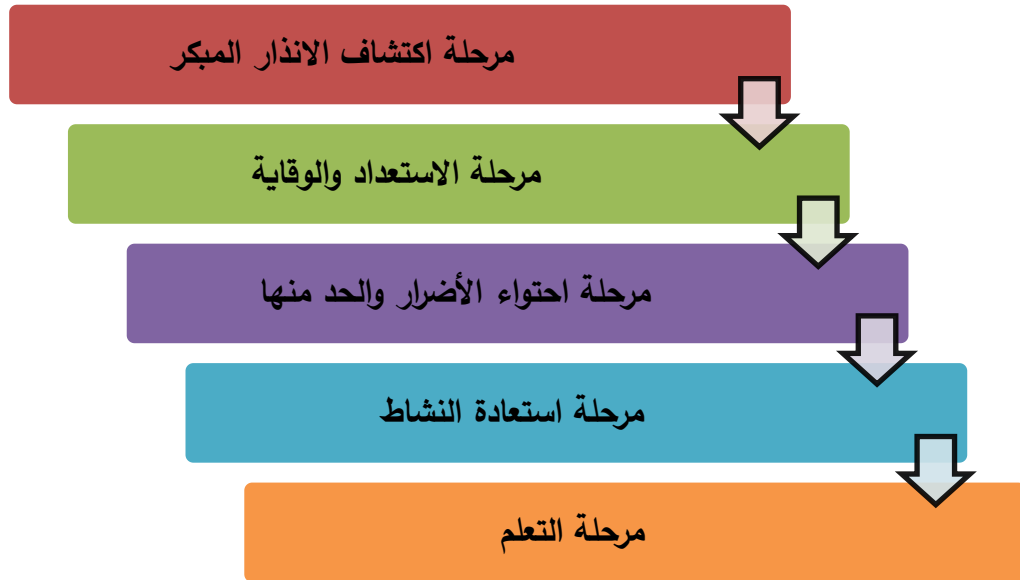 مرحلة اكتشاف الانذار المبكر
مرحلة الاستعداد والوقاية
مرحلة احتواء الأضرار والحد منها
مرحلة استعادة النشاط
مرحلة التعلم